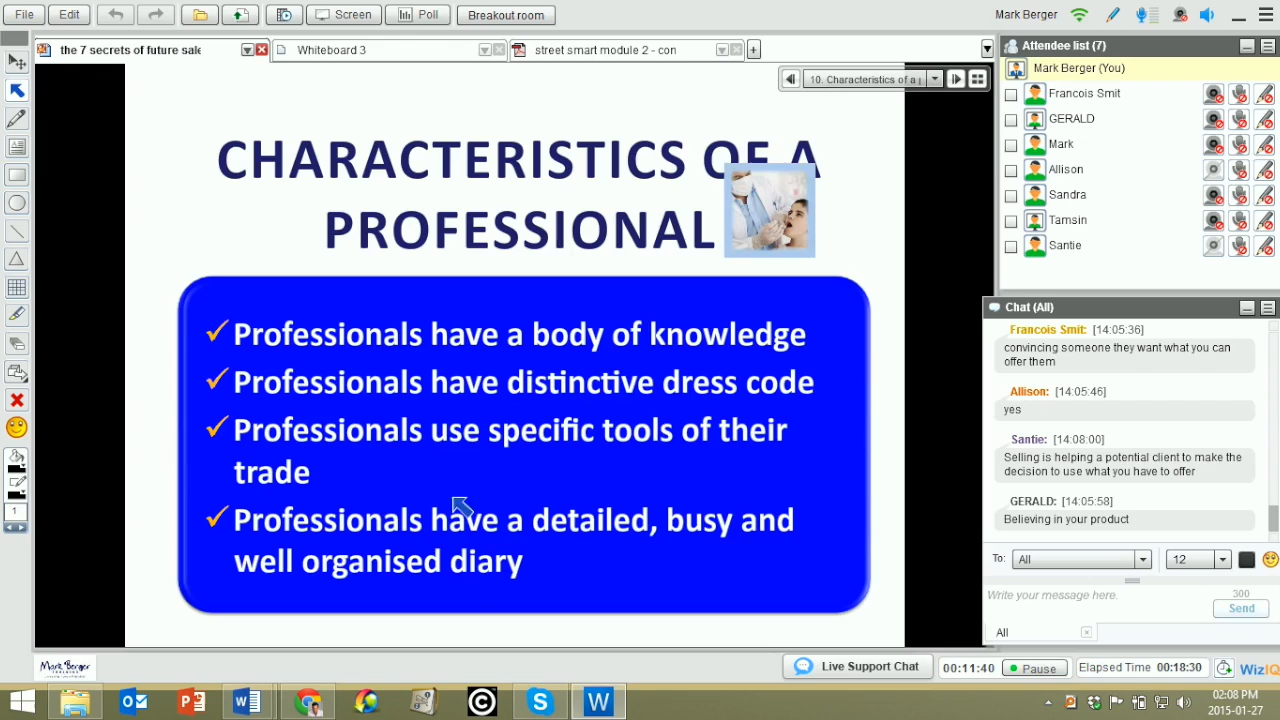 File
Edit
Screen
Poll
Breakout room
Mark Berger
the 7 secrets of future sale
Whiteboard 3
street smart module 2 - con
10. Characteristics of a
CHARACTERISTICS OF A
PROFESSIONAL
Professionals have a body of knowledge
Professionals have distinctive dress code
Professionals use specific tools of their
trade
Professionals have a detailed, busy and
well organised diary
1
Attendee list (7)
Mark Berger (You)
Francois Smit
GERALD
Mark
Allison
Sandra
Tamsin
Santie
Chat (All)
Francois Smit: [14:05:36]
convincing someone they want what you can
offer them
Allison: [14:05:46]
yes
Santie: [14:08:00]
Selling is helping a potential client to make the
decision to use what you have to offer
GERALD: [14:05:58]
Believing in your product
To: All 12
Write your message here. 300
Send
All
Mark Berger
TRAINING
Live Support Chat
00:11:40 Pause Elapsed Time 00:18:30 WizIQ
02:08 PM
2015-01-27